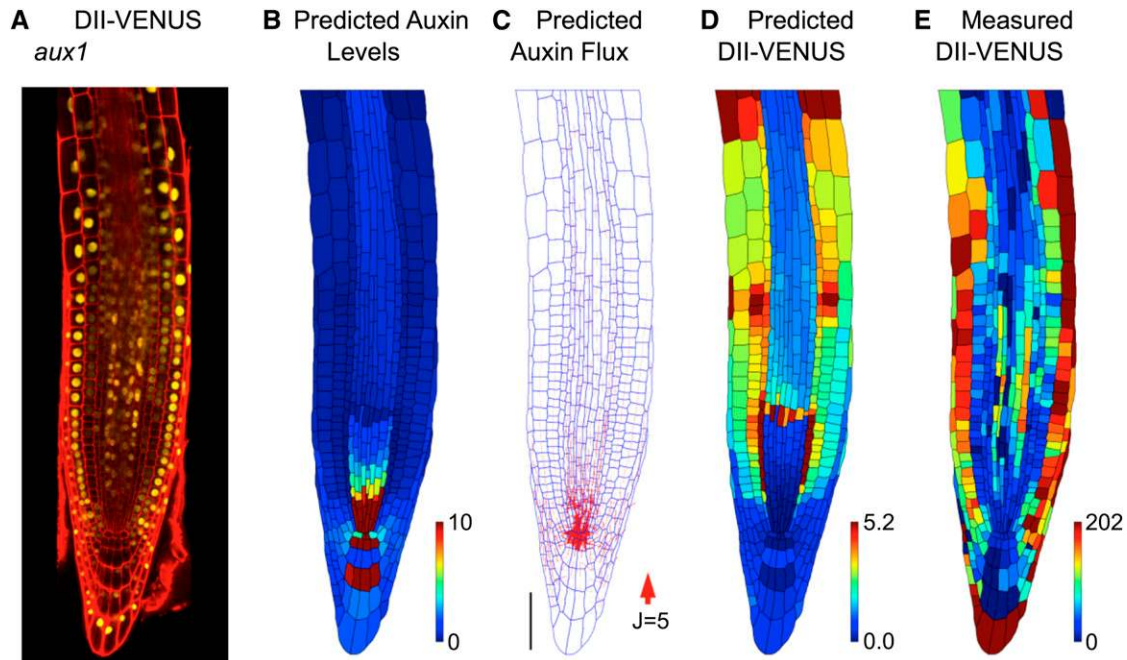 A DII-VENUS
aux1
B Predicted Auxin
Levels
C Predicted
Auxin Flux
D Predicted
DII-VENUS
E Measured
DII-VENUS
10
0
J=5
5.2
0.0
202
0